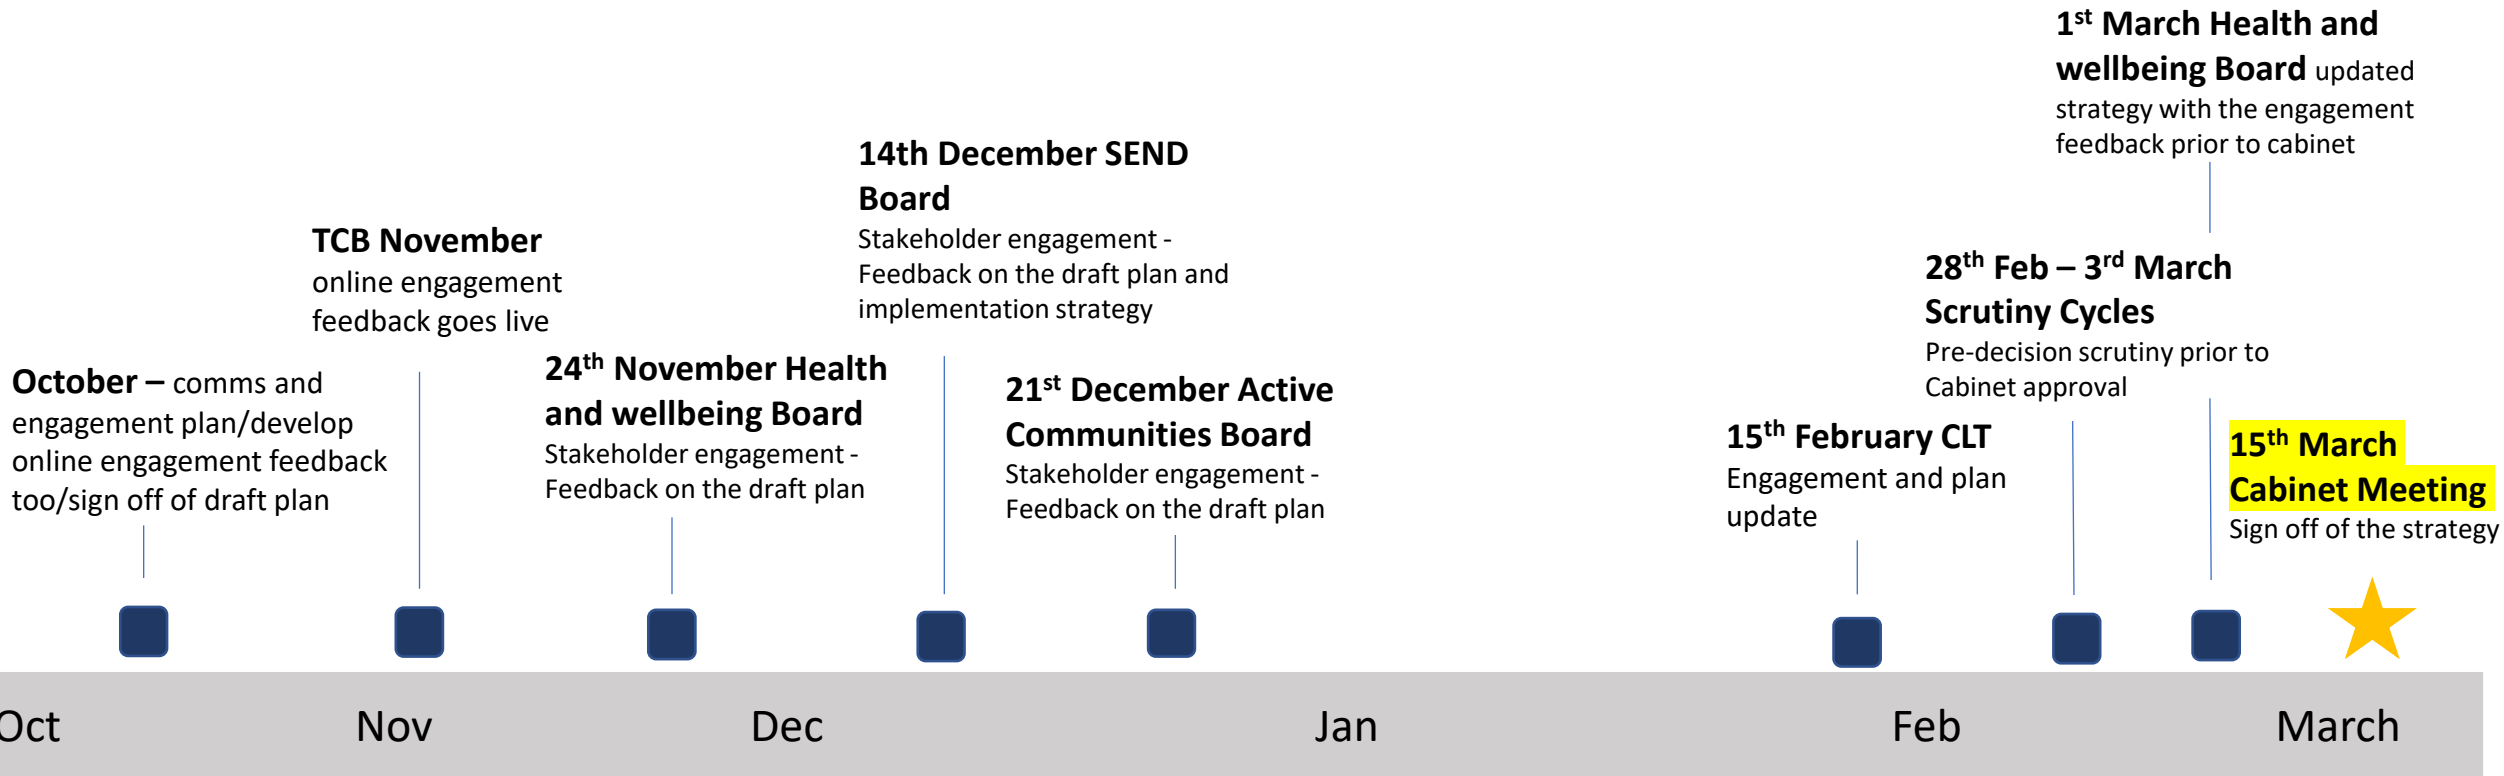 October – comms and
engagement plan/develop
online engagement feedback
too/sign off of draft plan
TCB November
online engagement
feedback goes live
24th November Health
and wellbeing Board
Stakeholder engagement -
Feedback on the draft plan
14th December SEND
Board
Stakeholder engagement -
Feedback on the draft plan and
implementation strategy
21st December Active
Communities Board
Stakeholder engagement -
Feedback on the draft plan
15th February CLT
Engagement and plan
update
28th Feb – 3rd March
Scrutiny Cycles
Pre-decision scrutiny prior to
Cabinet approval
1st March Health and
wellbeing Board updated
strategy with the engagement
feedback prior to cabinet
15th March
Cabinet Meeting
Sign off of the strategy
Oct
Nov
Dec
Jan
Feb
March